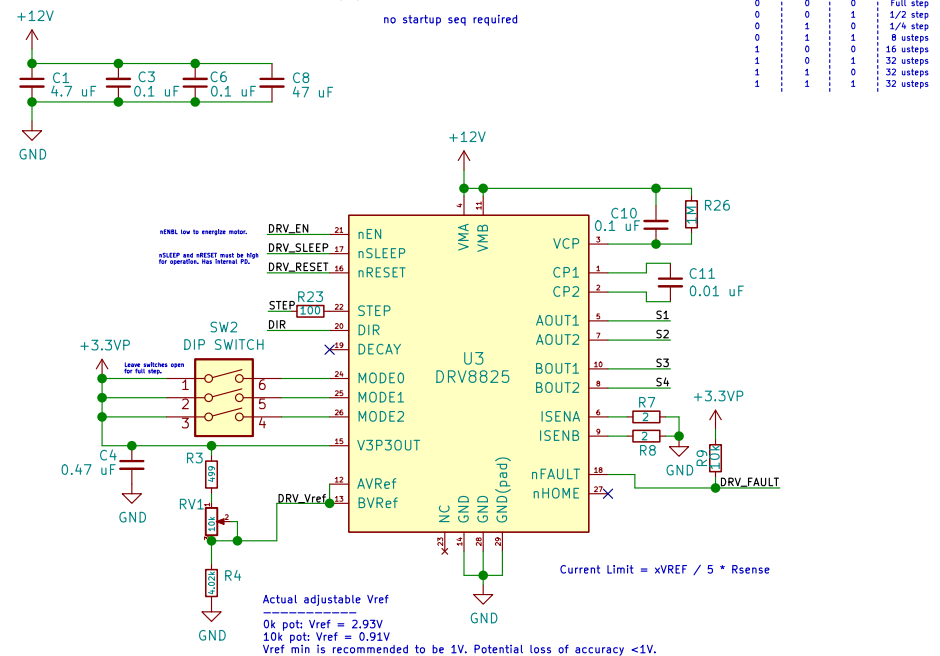 +12V
no startup seq required
0 0 0 Full step
0 0 1 1/2 step
0 1 0 1/4 step
0 1 1 8 usteps
1 0 0 16 usteps
1 0 1 32 usteps
1 1 0 32 usteps
1 1 1 32 usteps
C1
4.7 uF
C3
0.1 uF
C6
0.1 uF
C8
47 uF
GND
+12V
4
11
VMA
VMB
C10
0.1 uF
R26
1M
nENBL low to energize motor.
nSLEEP and nRESET must be high
for operation. Has internal PD.
DRV_EN 21 nEN
DRV_SLEEP 17 nSLEEP
DRV_RESET 16 nRESET
VCP 3
CP1 1
CP2 2
C11
0.01 uF
STEP R23
100
22 STEP
DIR 20 DIR
19 DECAY
AOUT1 5 S1
AOUT2 7 S2
BOUT1 10 S3
BOUT2 8 S4
U3
DRV8825
SW2
DIP SWITCH
+3.3VP
Leave switches open
for full step.
1 6
2 5
3 4
24 MODE0
25 MODE1
26 MODE2
15 V3P3OUT
ISENA 6
ISENB 9
R7
2
2
R8
GND
+3.3VP
R9
10k
C4
0.47 uF
GND
R3
499
12 AVRef
DRV_Vref 13 BVRef
nFAULT 18
nHOME 27
DRV_FAULT
RV1
10k
1
2
3
NC
GND
GND
GND(pad)
23
14
28
29
R4
4.02k
GND
GND
Current Limit = xVREF / 5 * Rsense
Actual adjustable Vref
------------
0k pot: Vref = 2.93V
10k pot: Vref = 0.91V
Vref min is recommended to be 1V. Potential loss of accuracy <1V.